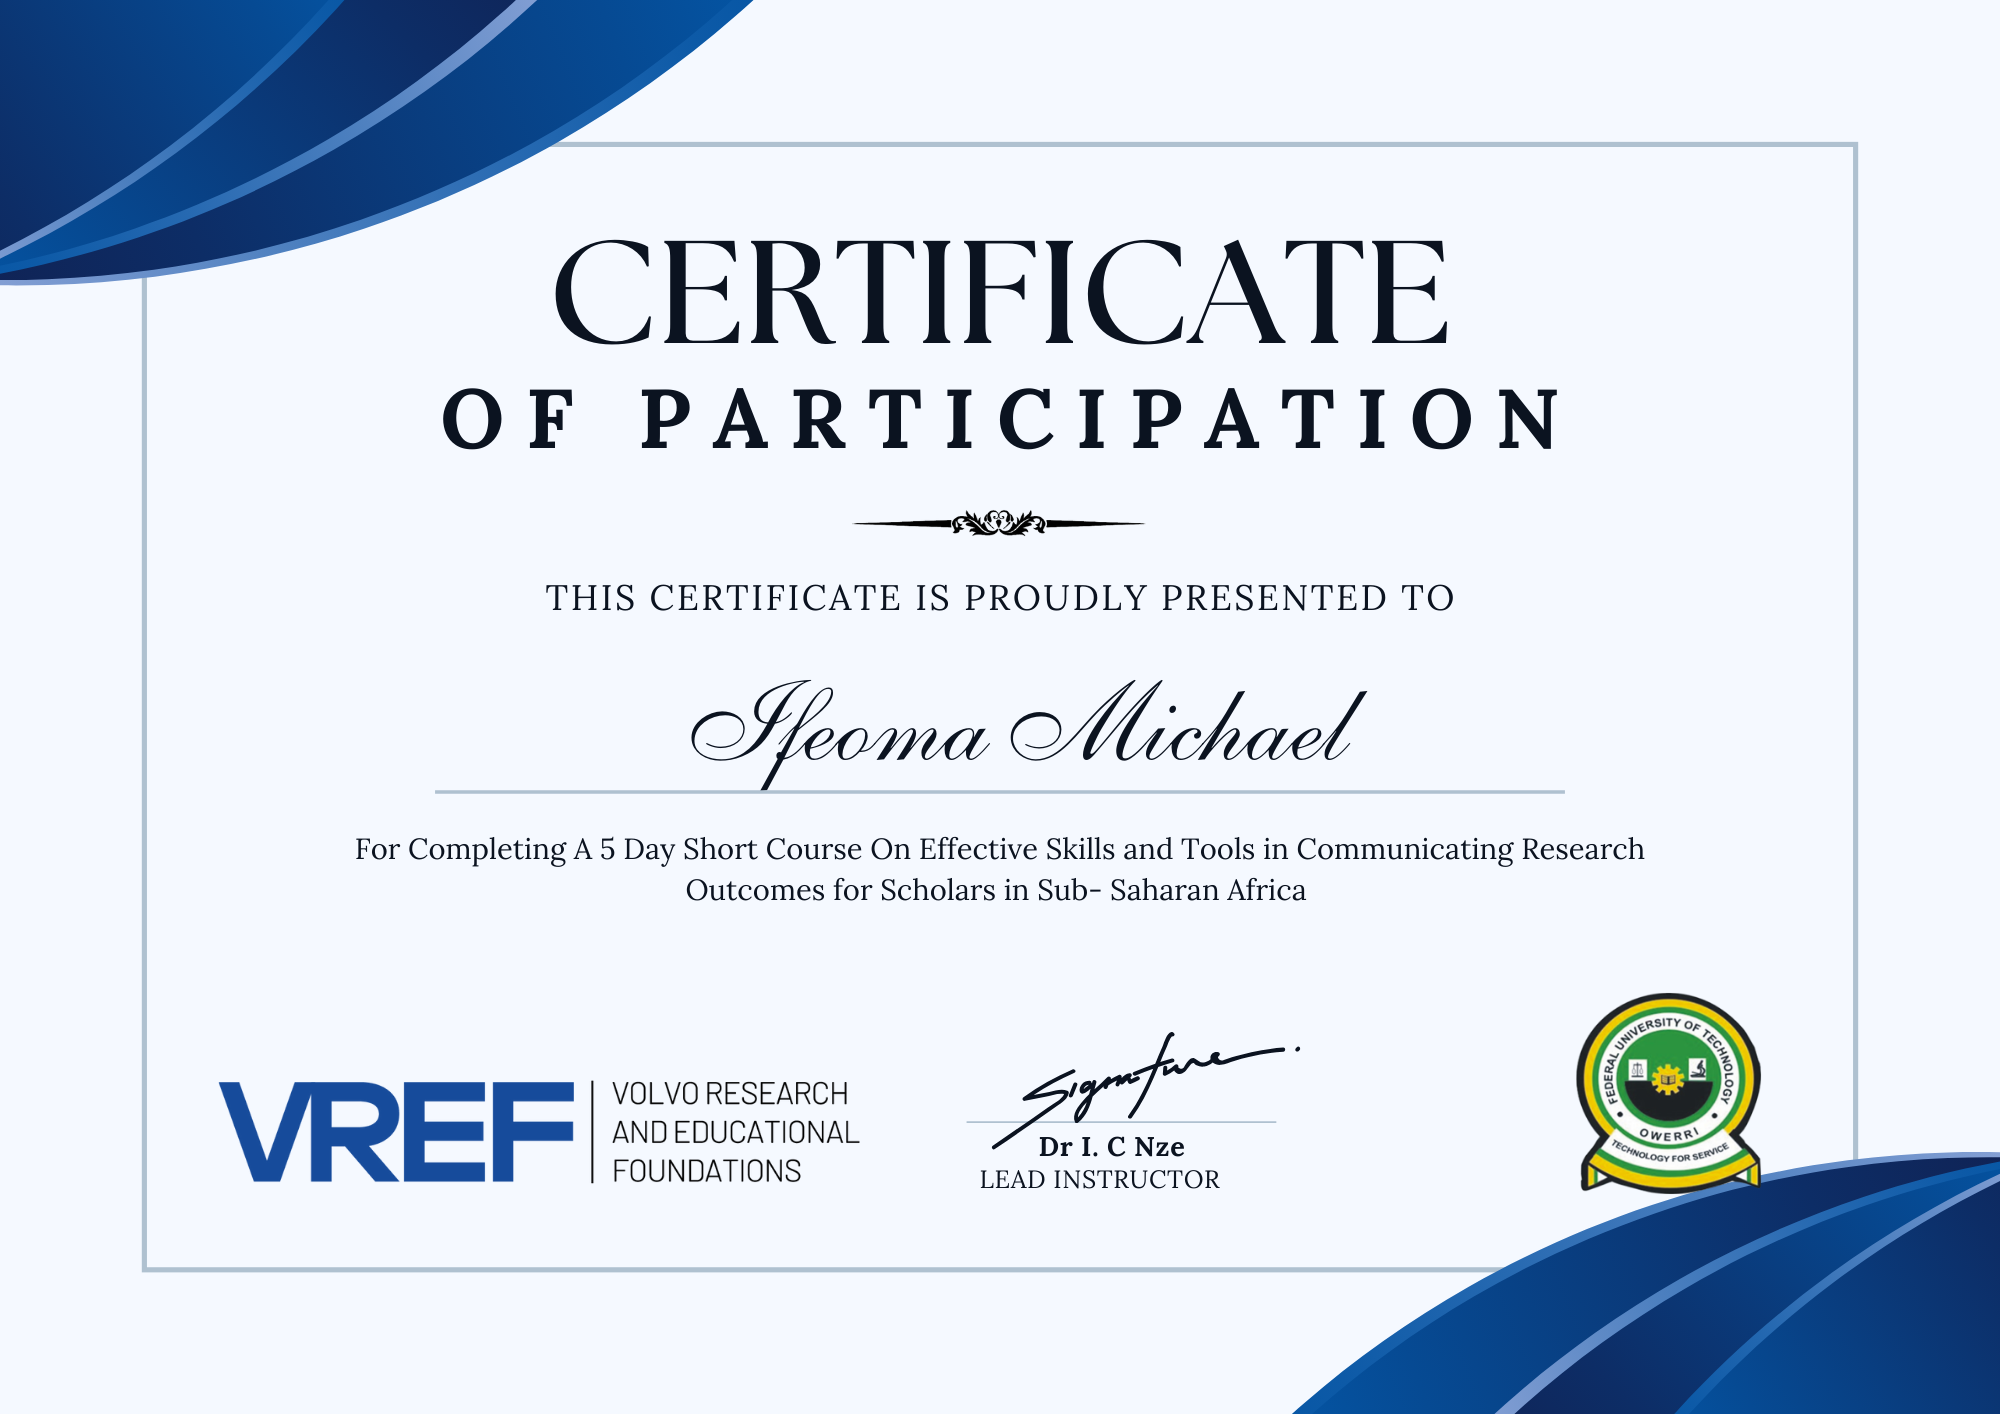 CERTIFICATE
OF PARTICIPATION
THIS CERTIFICATE IS PROUDLY PRESENTED TO
Ifeoma Michael
For Completing A 5 Day Short Course On Effective Skills and Tools in Communicating Research
Outcomes for Scholars in Sub- Saharan Africa
VREF
VOLVO RESEARCH
AND EDUCATIONAL
FOUNDATIONS
Signature
Dr I. C Nze
LEAD INSTRUCTOR
FEDERAL UNIVERSITY OF TECHNOLOGY
OWERRI
TECHNOLOGY FOR SERVICE